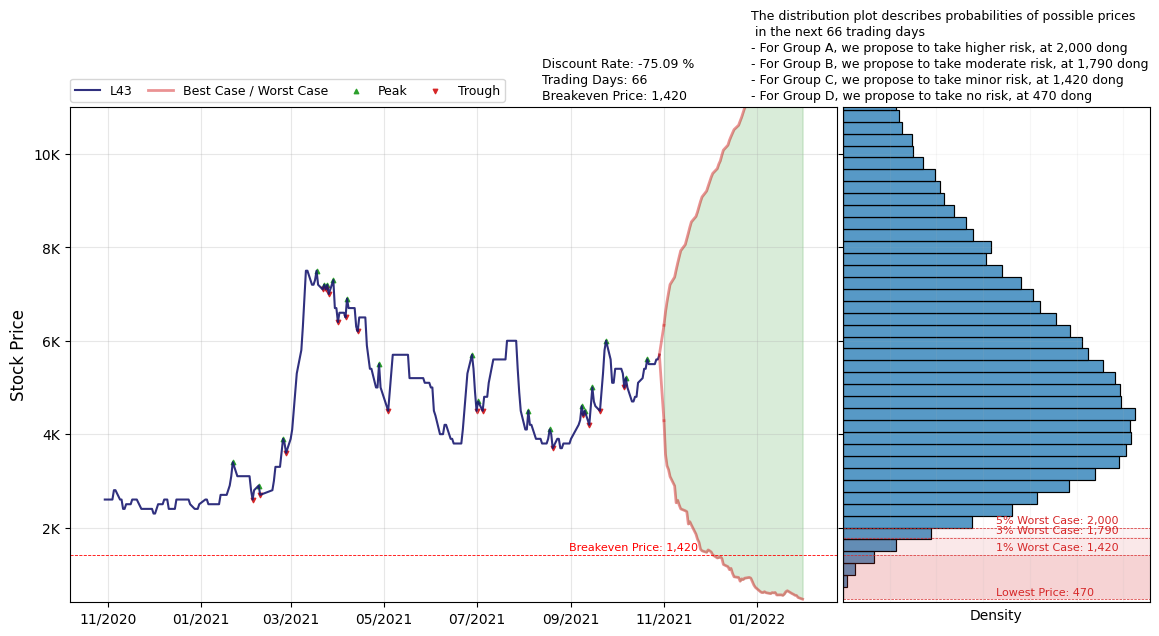 The distribution plot describes probabilities of possible prices
in the next 66 trading days
- For Group A, we propose to take higher risk, at 2,000 dong
- For Group B, we propose to take moderate risk, at 1,790 dong
- For Group C, we propose to take minor risk, at 1,420 dong
- For Group D, we propose to take no risk, at 470 dong
Discount Rate: -75.09 %
Trading Days: 66
Breakeven Price: 1,420
L43
Best Case / Worst Case
Peak
Trough
Stock Price
10K
8K
6K
4K
2K
Breakeven Price: 1,420
5% Worst Case: 2,000
3% Worst Case: 1,790
1% Worst Case: 1,420
Lowest Price: 470
11/2020
01/2021
03/2021
05/2021
07/2021
09/2021
11/2021
01/2022
Density